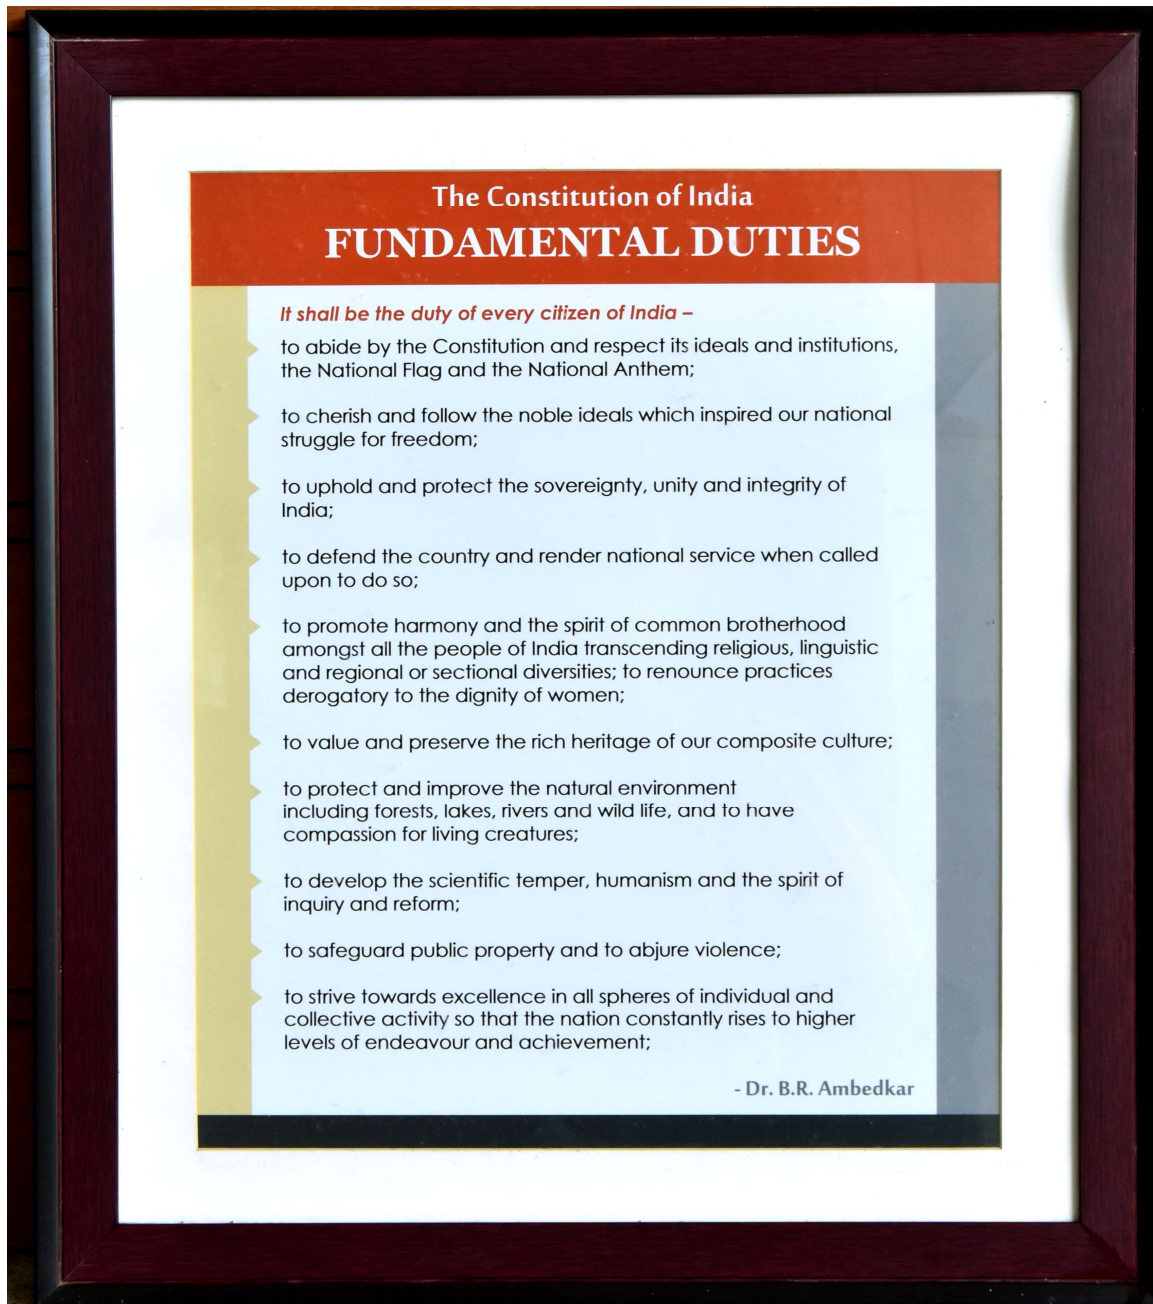 The Constitution of India
FUNDAMENTAL DUTIES
It shall be the duty of every citizen of India –
to abide by the Constitution and respect its ideals and institutions,
the National Flag and the National Anthem;
to cherish and follow the noble ideals which inspired our national
struggle for freedom;
to uphold and protect the sovereignty, unity and integrity of
India;
to defend the country and render national service when called
upon to do so;
to promote harmony and the spirit of common brotherhood
amongst all the people of India transcending religious, linguistic
and regional or sectional diversities; to renounce practices
derogatory to the dignity of women;
to value and preserve the rich heritage of our composite culture;
to protect and improve the natural environment
including forests, lakes, rivers and wild life, and to have
compassion for living creatures;
to develop the scientific temper, humanism and the spirit of
inquiry and reform;
to safeguard public property and to abjure violence;
to strive towards excellence in all spheres of individual and
collective activity so that the nation constantly rises to higher
levels of endeavour and achievement;
- Dr. B.R. Ambedkar